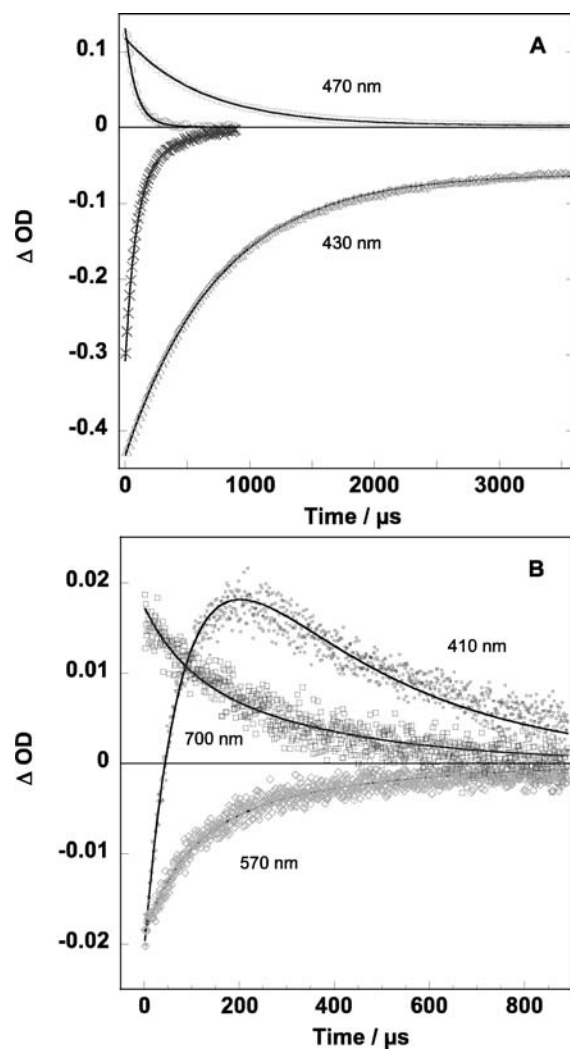 A
0.1
470 nm
0
-0.1
430 nm
Δ OD
-0.2
-0.3
-0.4
0 1000 2000 3000
Time / µs
B
0.02
410 nm
0.01
700 nm
Δ OD
0
570 nm
-0.01
-0.02
0 200 400 600 800
Time / µs